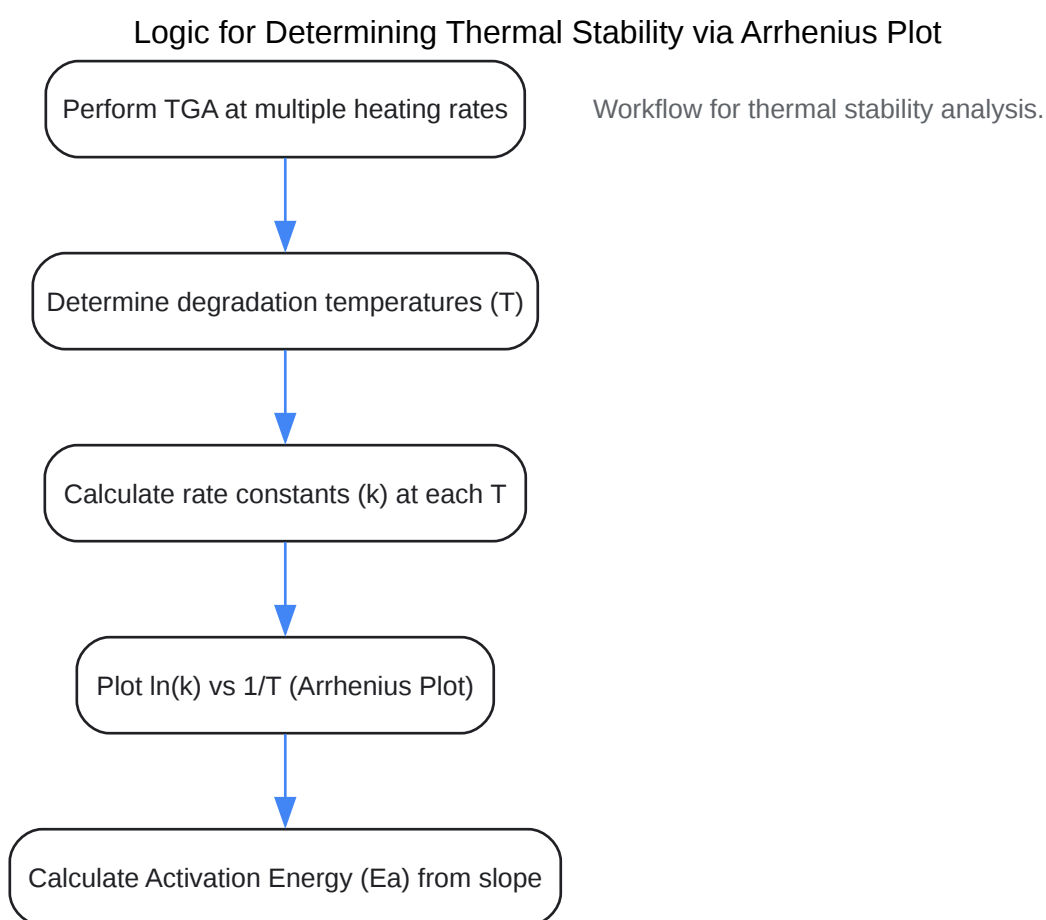 Logic for Determining Thermal Stability via Arrhenius Plot
Perform TGA at multiple heating rates
Workflow for thermal stability analysis.
Determine degradation temperatures (T)
Calculate rate constants (k) at each T
Plot ln(k) vs 1/T (Arrhenius Plot)
Calculate Activation Energy (Ea) from slope